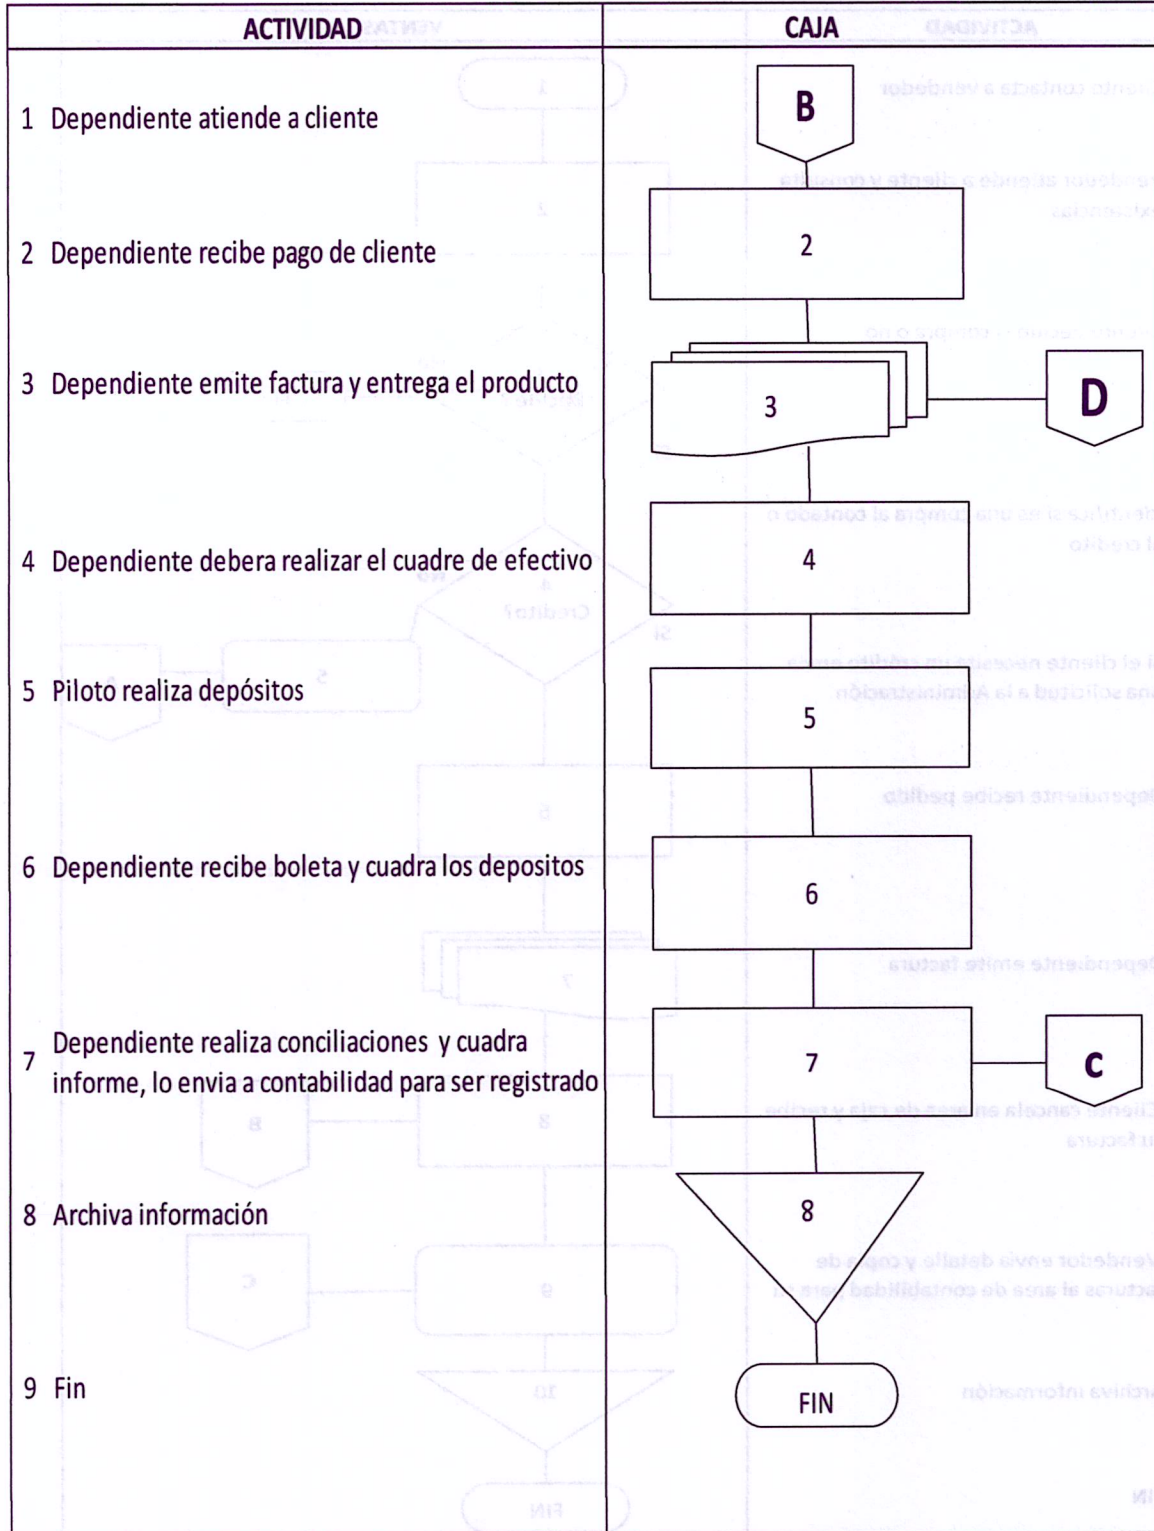 ACTIVIDAD CAJA
B
1 Dependiente atiende a cliente
2 Dependiente recibe pago de cliente
2
3 Dependiente emite factura y entrega el producto
3
D
4 Dependiente debera realizar el cuadre de efectivo
4
5 Piloto realiza depósitos
5
6 Dependiente recibe boleta y cuadra los depositos
6
7 Dependiente realiza conciliaciones y cuadra
informe, lo envia a contabilidad para ser registrado
7
C
8 Archiva información
8
9 Fin
FIN